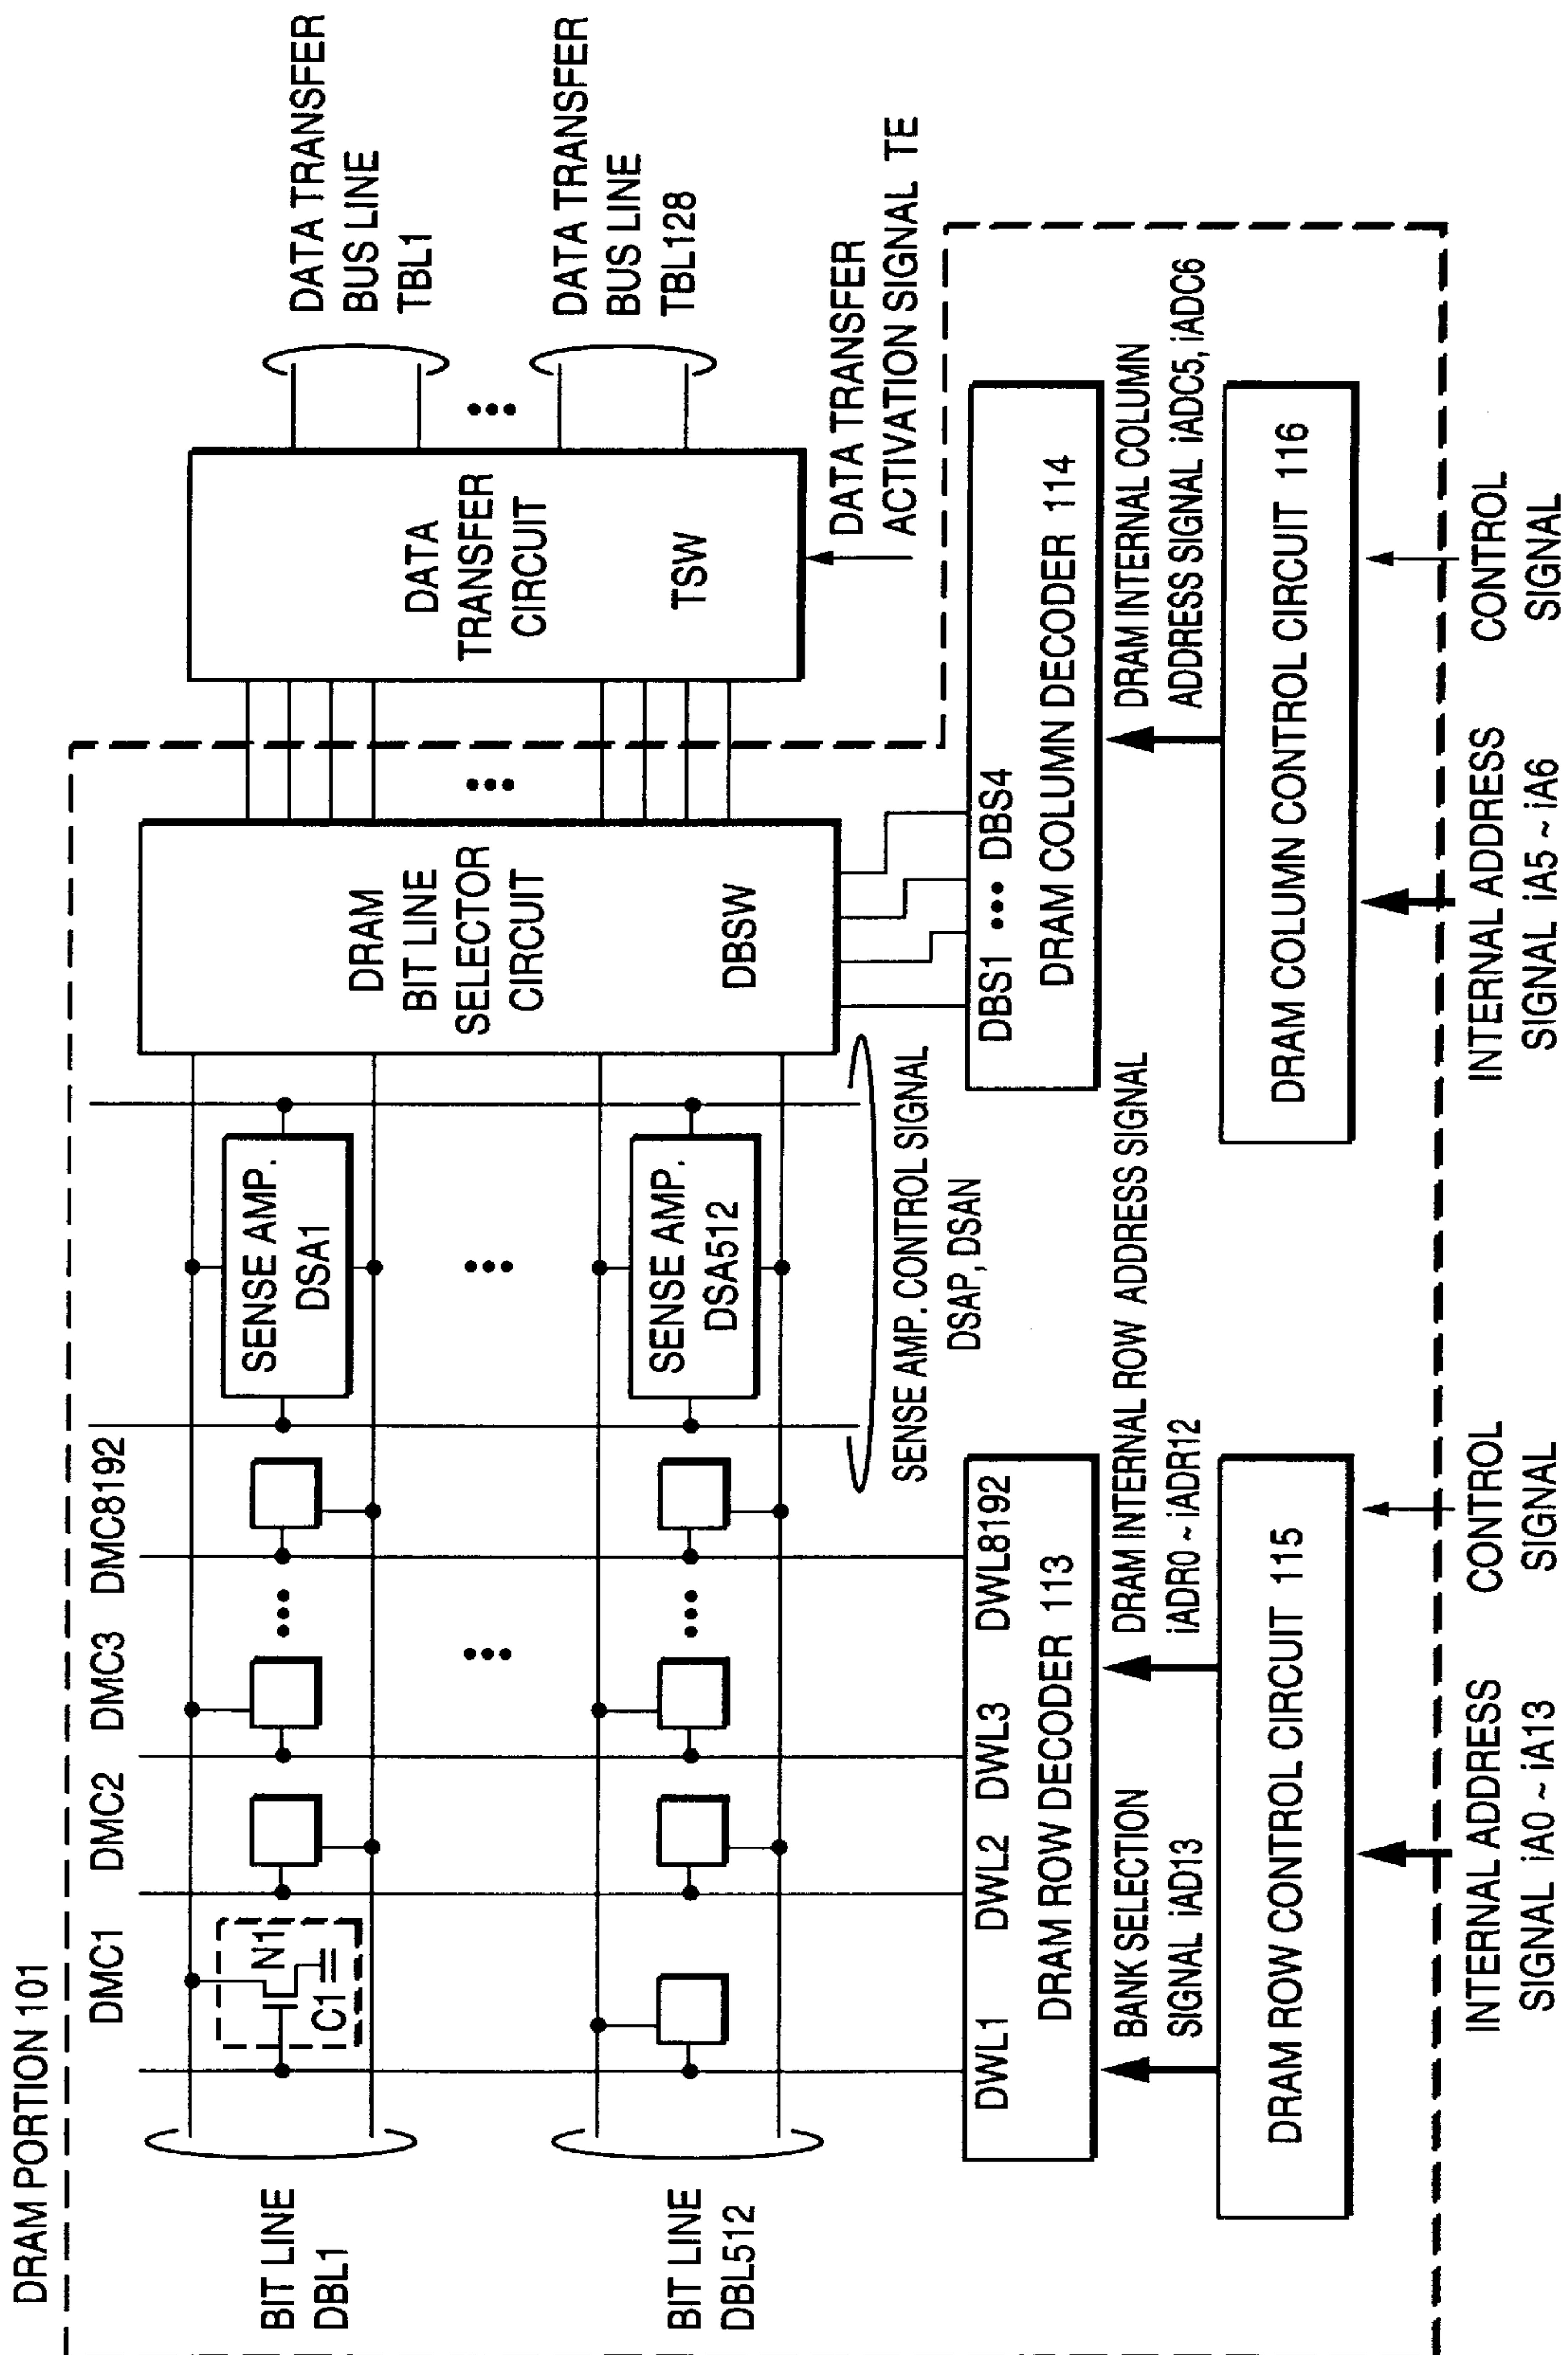 DRAM PORTION 101
DMC1
DMC2
DMC3
DMC8192
BIT LINE
DBL1
N1
C1
SENSE AMP.
DSA1
DRAM
BIT LINE
SELECTOR
CIRCUIT
DBSW
DATA
TRANSFER
CIRCUIT
TSW
DATA TRANSFER
BUS LINE
TBL1
DATA TRANSFER
BUS LINE
TBL128
BIT LINE
DBL512
SENSE AMP.
DSA512
DATA TRANSFER
ACTIVATION SIGNAL TE
SENSE AMP. CONTROL SIGNAL
DSAP, DSAN
DWL1
DWL2
DWL3
DWL8192
DRAM ROW DECODER 113
DBS1 ••• DBS4
DRAM COLUMN DECODER 114
BANK SELECTION
SIGNAL iAD13
DRAM INTERNAL ROW ADDRESS SIGNAL
iADR0 ~ iADR12
DRAM INTERNAL COLUMN
ADDRESS SIGNAL iADC5, iADC6
DRAM ROW CONTROL CIRCUIT 115
DRAM COLUMN CONTROL CIRCUIT 116
INTERNAL ADDRESS
SIGNAL iA0 ~ iA13
CONTROL
SIGNAL
INTERNAL ADDRESS
SIGNAL iA5 ~ iA6
CONTROL
SIGNAL